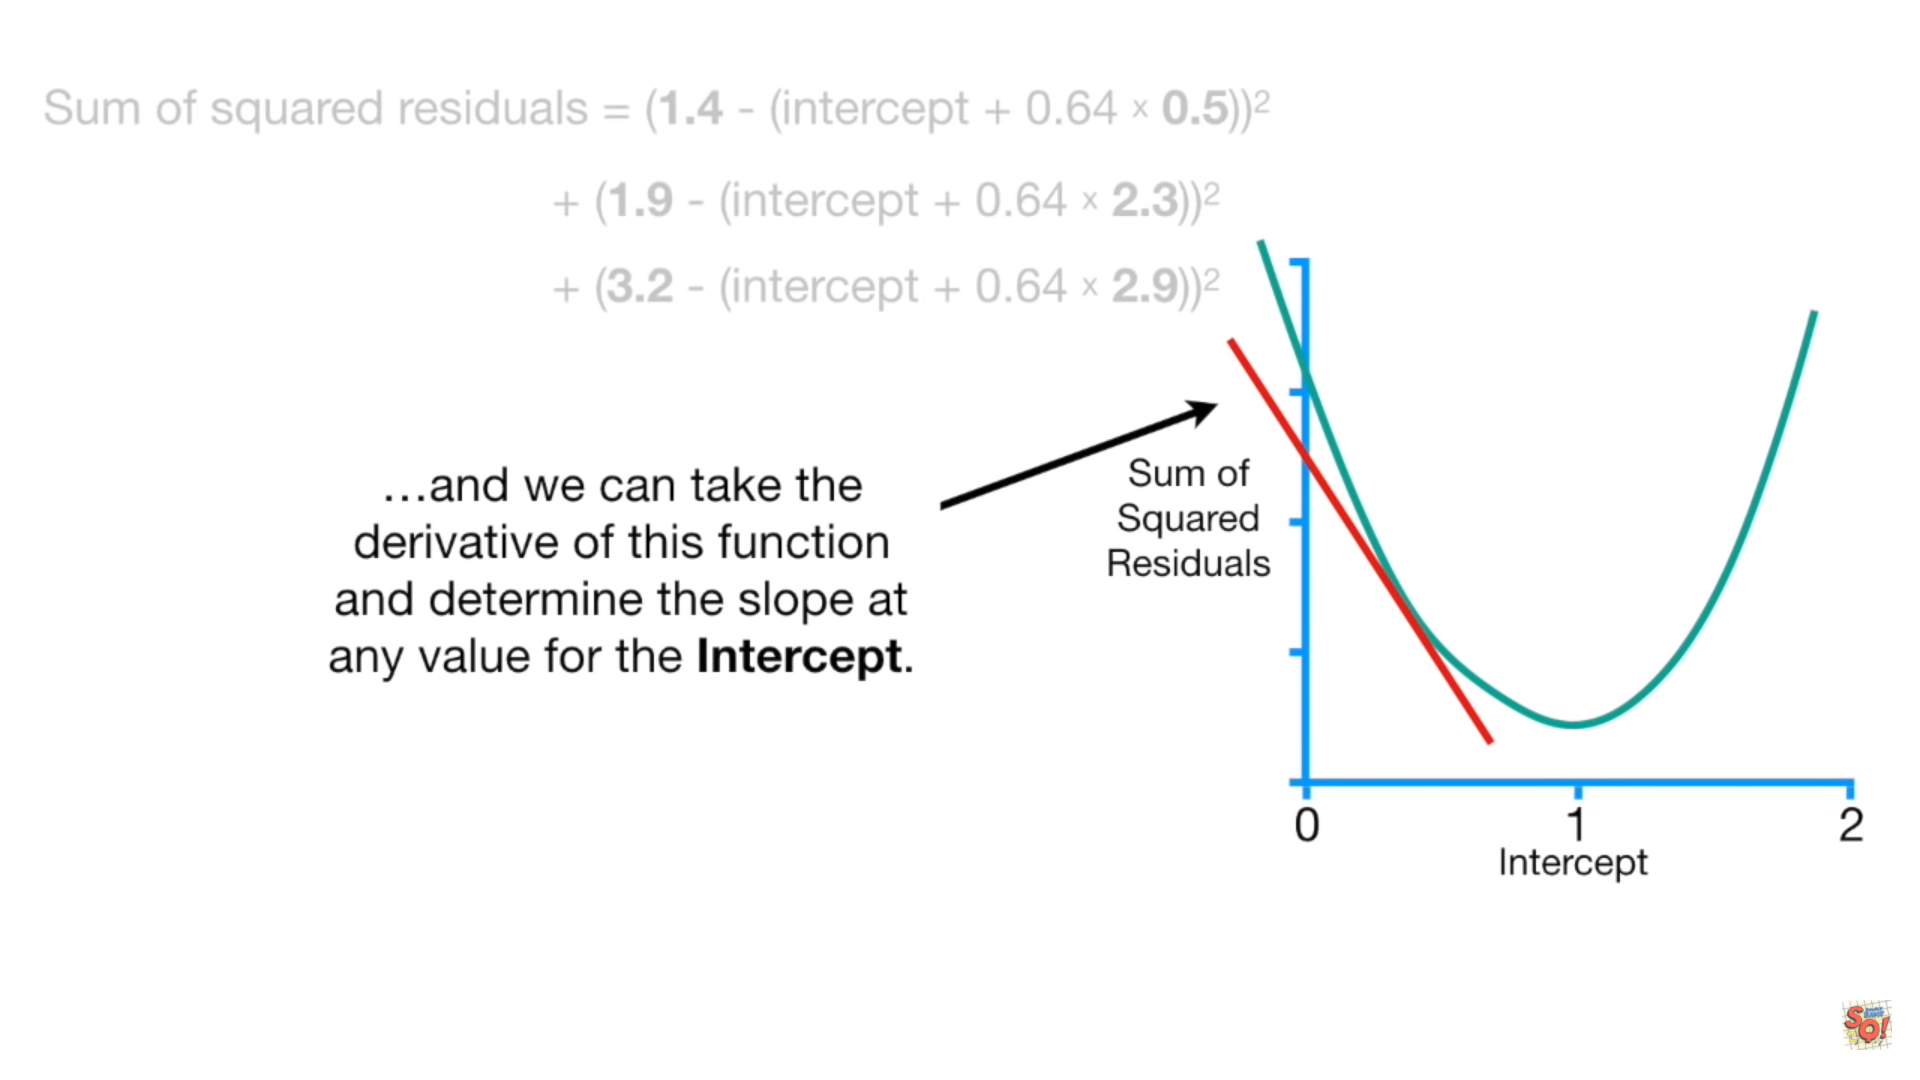 Sum of squared residuals = (1.4 - (intercept + 0.64 × 0.5))²
+ (1.9 - (intercept + 0.64 × 2.3))²
+ (3.2 - (intercept + 0.64 × 2.9))²
…and we can take the
derivative of this function
and determine the slope at
any value for the Intercept.
Sum of
Squared
Residuals
0 1 2
Intercept
SQ!